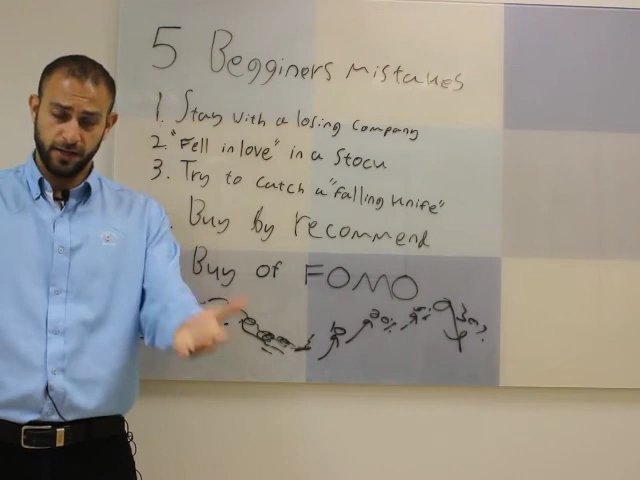 5 Begginers mistakes
1. Stay with a losing company
2. "Fell in love" in a Stock
3. Try to catch a "falling knife"
Buy by recommend
Buy of FOMO